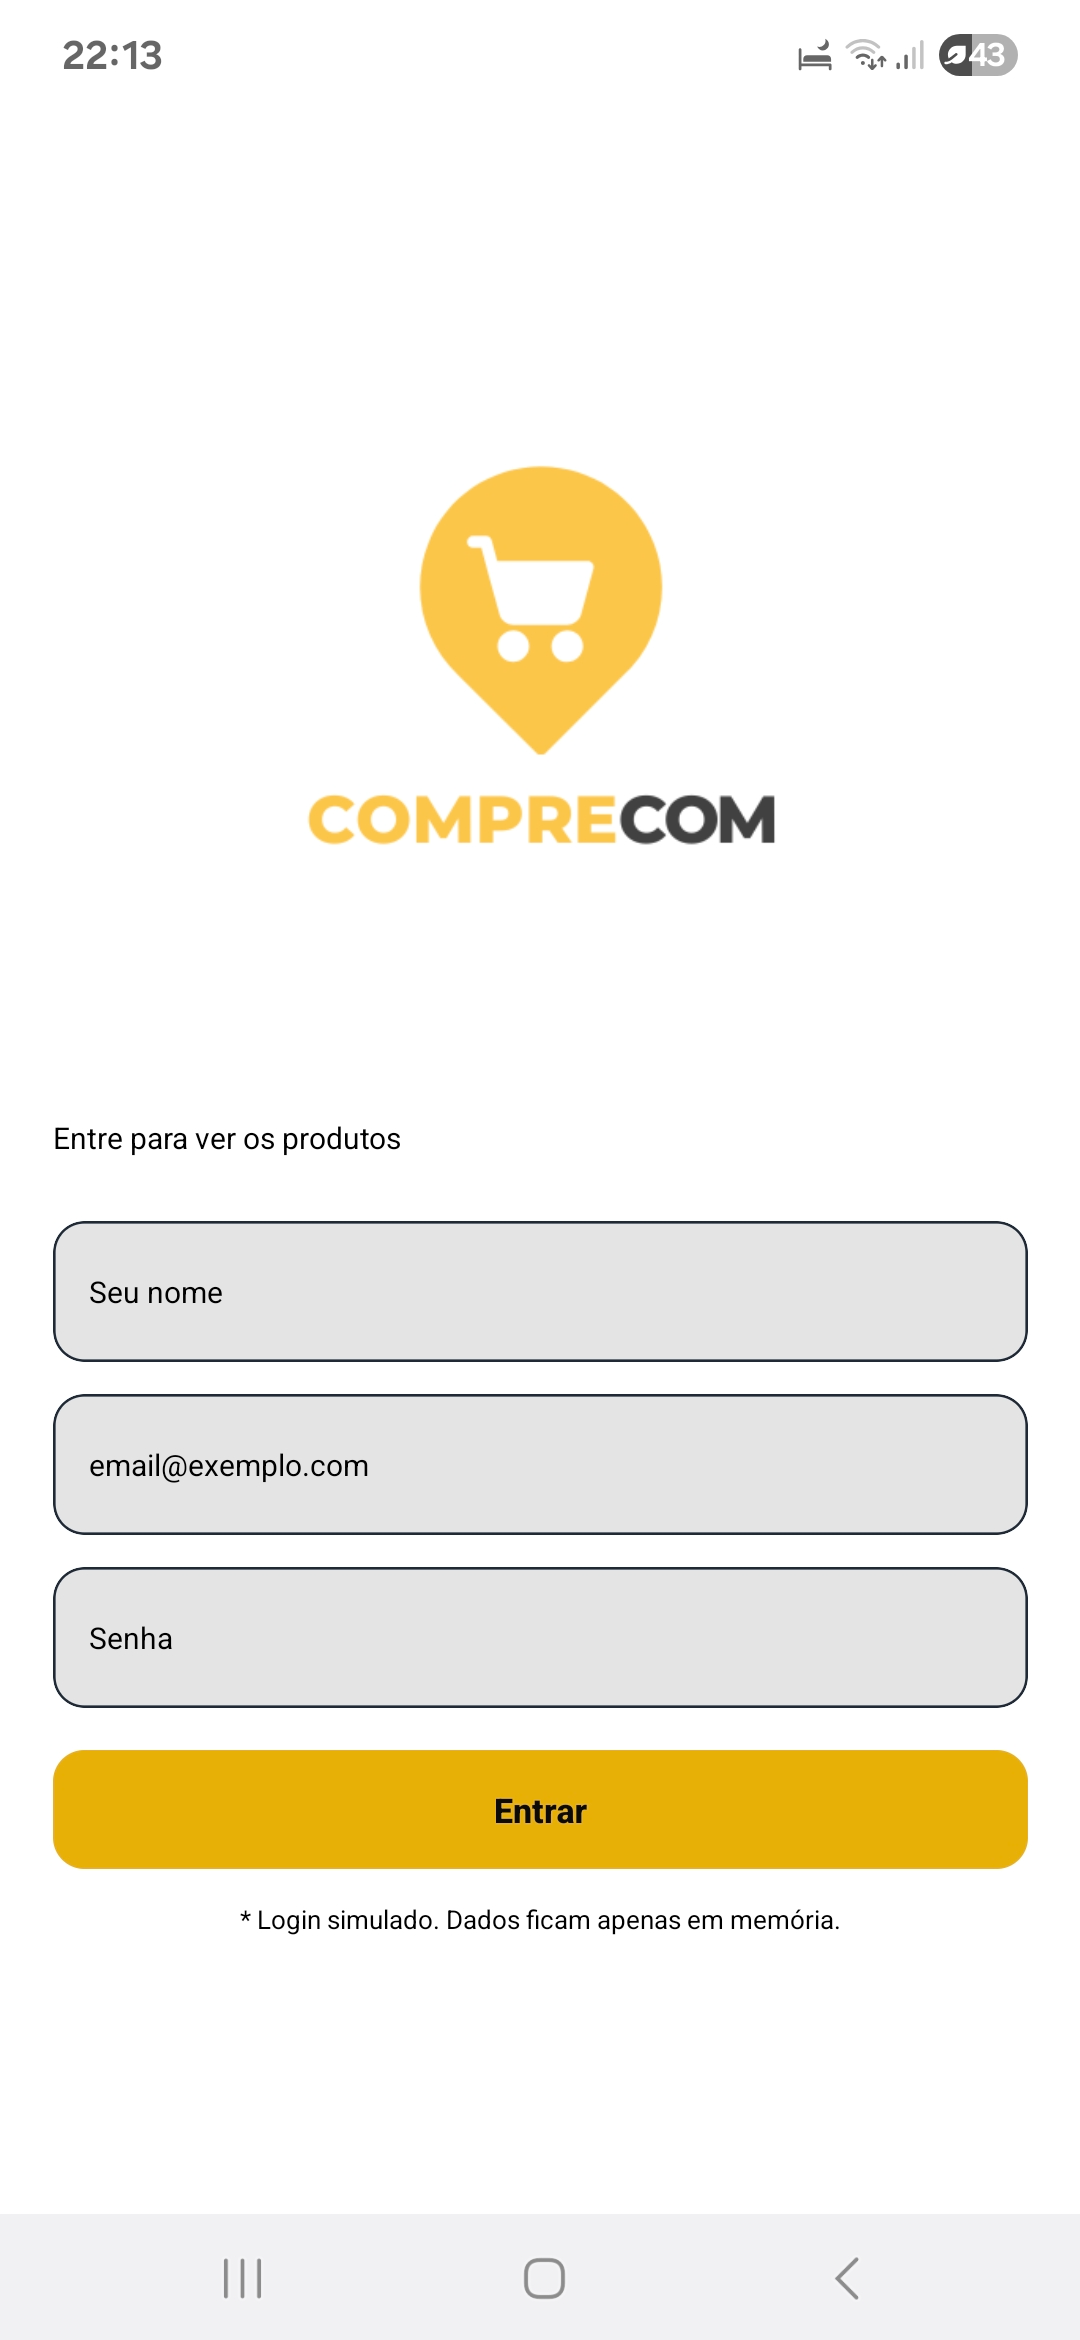 22:13
43
COMPRECOM
Entre para ver os produtos
Seu nome
email@exemplo.com
Senha
Entrar
* Login simulado. Dados ficam apenas em memória.